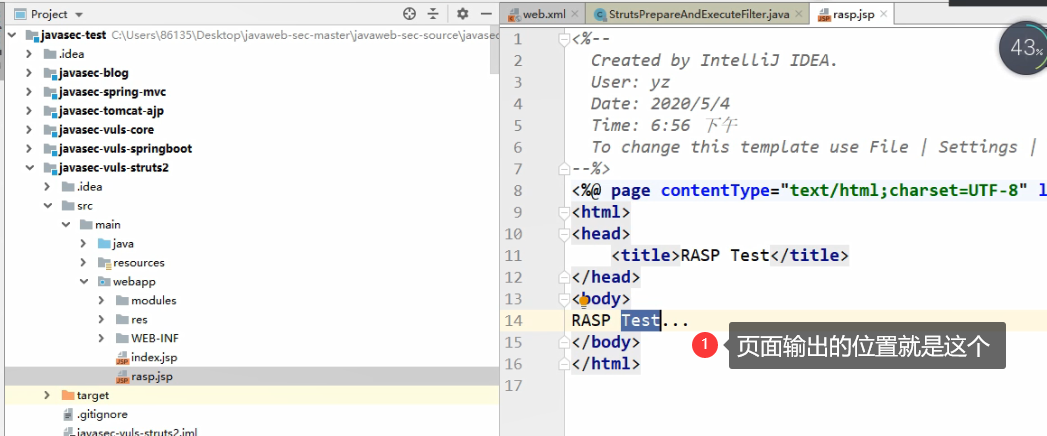 Project
javasec-test C:\Users\86135\Desktop\javaweb-sec-master\javaweb-sec-source\javasec
.idea
javasec-blog
javasec-spring-mvc
javasec-tomcat-ajp
javasec-vuls-core
javasec-vuls-springboot
javasec-vuls-struts2
.idea
src
main
java
resources
webapp
modules
res
WEB-INF
index.jsp
rasp.jsp
target
.gitignore
javasec-vuls-struts2.iml
web.xml
StrutsPrepareAndExecuteFilter.java
rasp.jsp
43%
1 <%--
2 Created by IntelliJ IDEA.
3 User: yz
4 Date: 2020/5/4
5 Time: 6:56 下午
6 To change this template use File | Settings |
7 --%>
8 <%@ page contentType="text/html;charset=UTF-8" l
9 <html>
10 <head>
11 <title>RASP Test</title>
12 </head>
13 <body>
14 RASP Test...
1 页面输出的位置就是这个
15 </body>
16 </html>
17